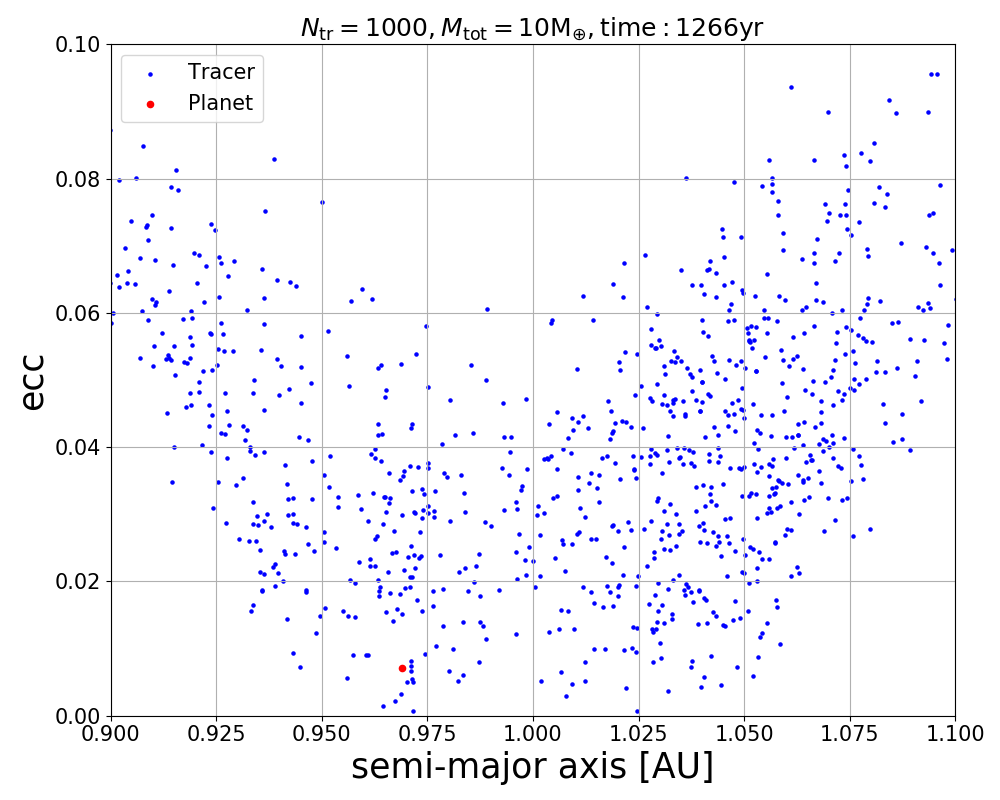 N_tr = 1000, M_tot = 10M_⊕, time : 1266yr
0.10
Tracer
Planet
0.08
0.06
ecc
0.04
0.02
0.00
0.900 0.925 0.950 0.975 1.000 1.025 1.050 1.075 1.100
semi-major axis [AU]